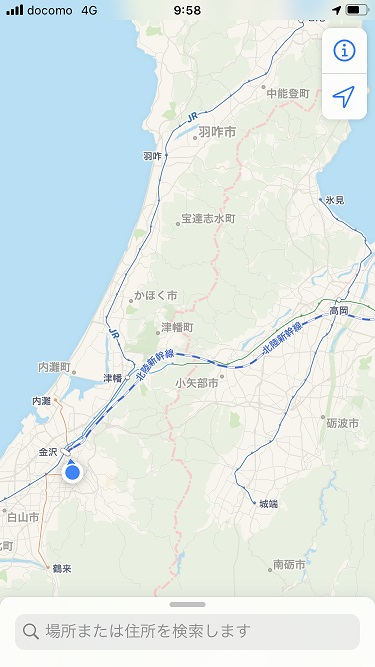 docomo 4G 9:58
中能登町
JR
羽咋市
羽咋
氷見
宝達志水町
かほく市
高岡
津幡町
JR
北陸新幹線
北陸新幹線
内灘町
津幡
小矢部市
内灘
砺波市
金沢
城端
白山市
町
南砺市
鶴来
場所または住所を検索します